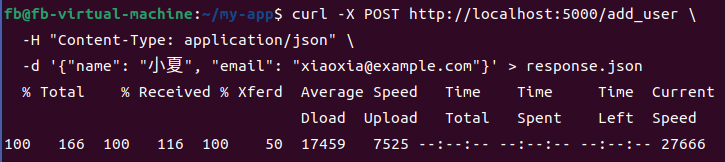 fb@fb-virtual-machine:~/my-app$ curl -X POST http://localhost:5000/add_user \
  -H "Content-Type: application/json" \
  -d '{"name": "小夏", "email": "xiaoxia@example.com"}' > response.json
  % Total    % Received % Xferd  Average Speed   Time    Time     Time  Current
                                 Dload  Upload   Total   Spent    Left  Speed
100   166  100   116  100    50  17459   7525 --:--:-- --:--:-- --:--:-- 27666